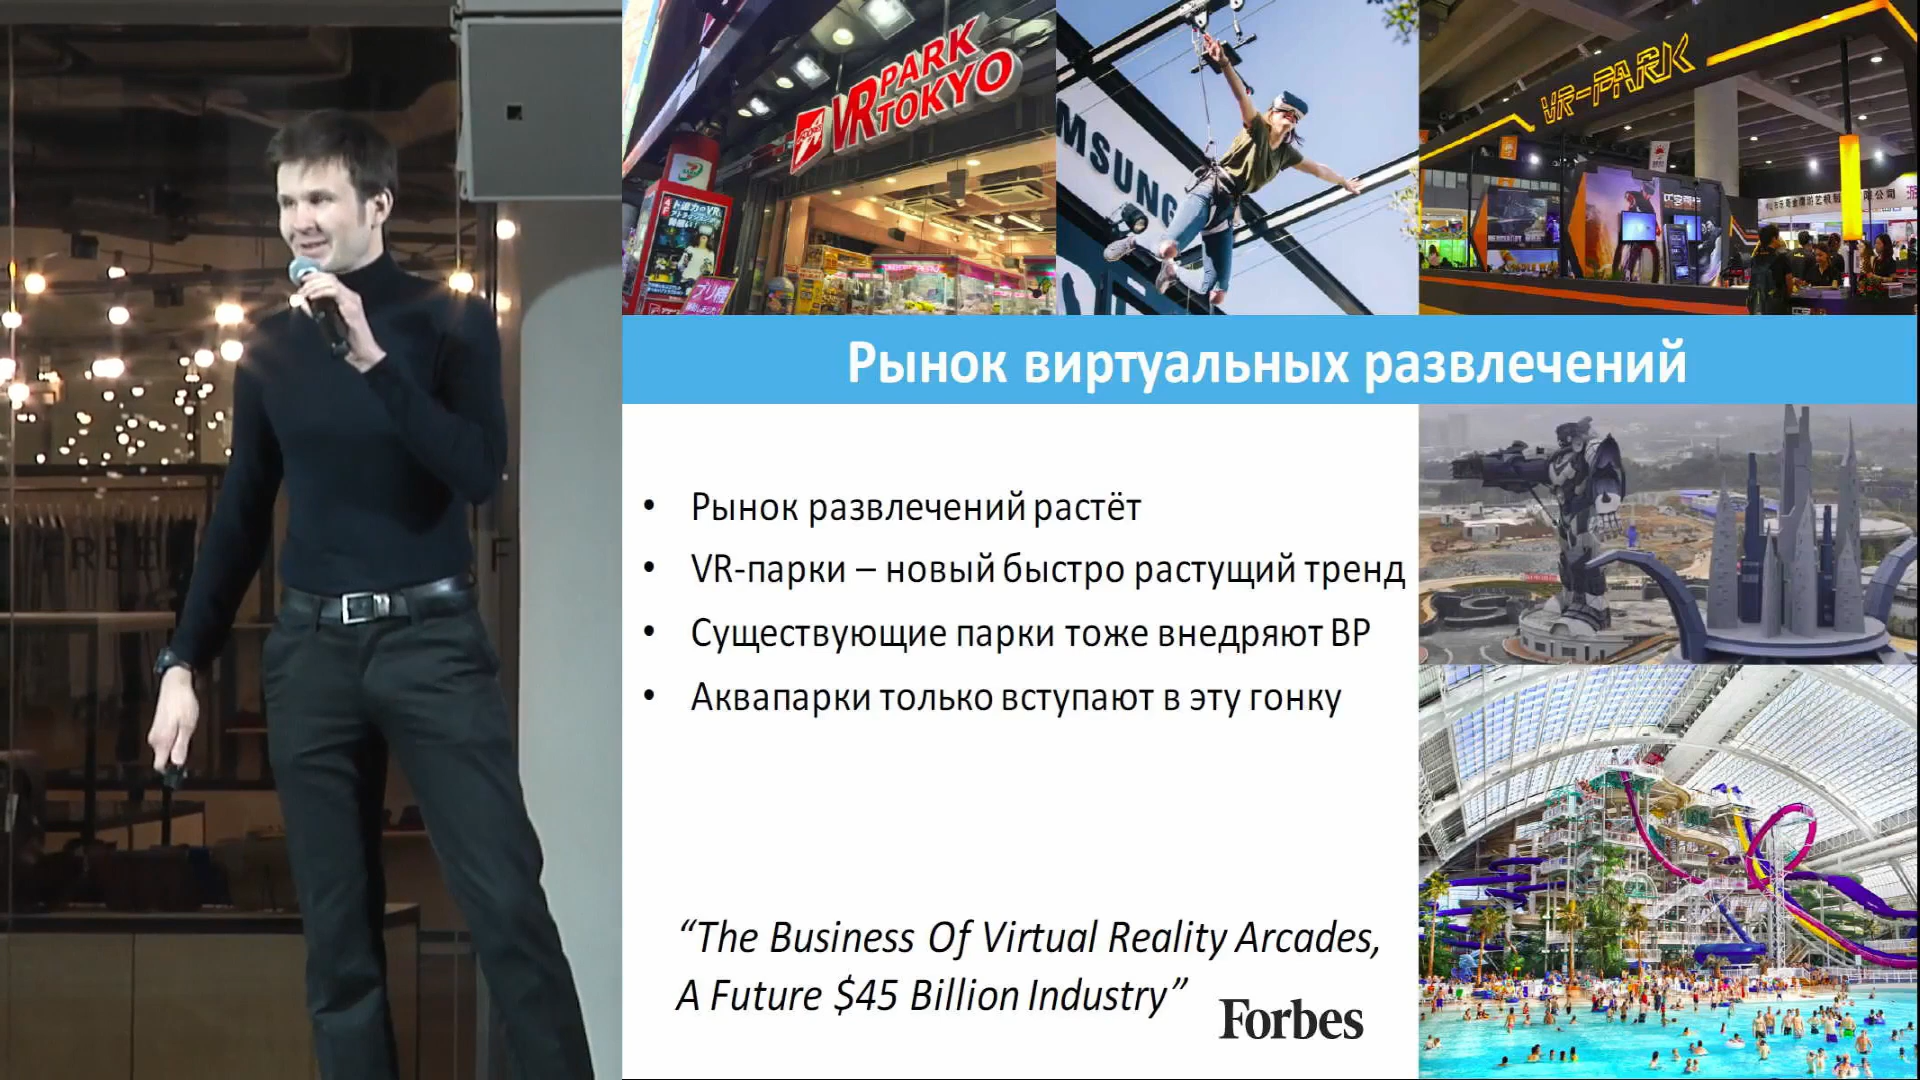 VR PARK
TOKYO
SAMSUNG
VR-PARK
Рынок виртуальных развлечений
• Рынок развлечений растёт
• VR-парки – новый быстро растущий тренд
• Существующие парки тоже внедряют ВР
• Аквапарки только вступают в эту гонку
“The Business Of Virtual Reality Arcades,
A Future $45 Billion Industry”
Forbes